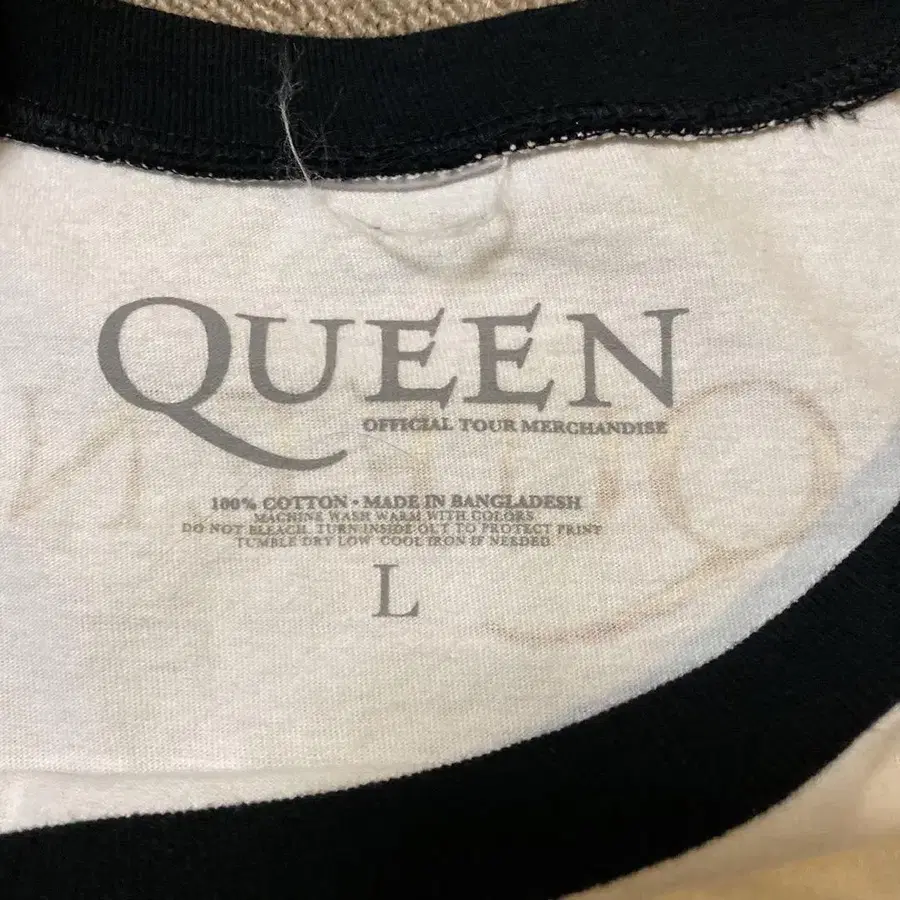 QUEEN
OFFICIAL TOUR MERCHANDISE
100% COTTON • MADE IN BANGLADESH
MACHINE WASH WARM WITH COLORS.
DO NOT BLEACH. TURN INSIDE OUT TO PROTECT PRINT
TUMBLE DRY LOW. COOL IRON IF NEEDED.
L